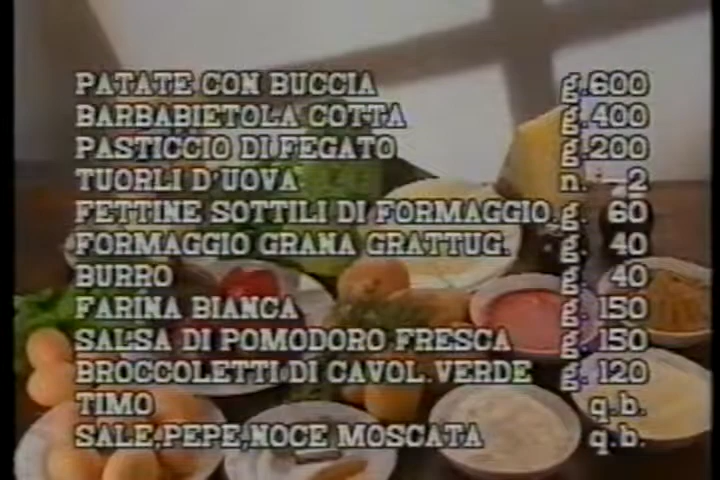 PATATE CON BUCCIA g.600
BARBABIETOLA COTTA g.400
PASTICCIO DI FEGATO g.200
TUORLI D'UOVA n. 2
FETTINE SOTTILI DI FORMAGGIO. g. 60
FORMAGGIO GRANA GRATTUG. g. 40
BURRO g. 40
FARINA BIANCA g.150
SALSA DI POMODORO FRESCA g.150
BROCCOLETTI DI CAVOL.VERDE g.120
TIMO q.b.
SALE,PEPE,NOCE MOSCATA q.b.